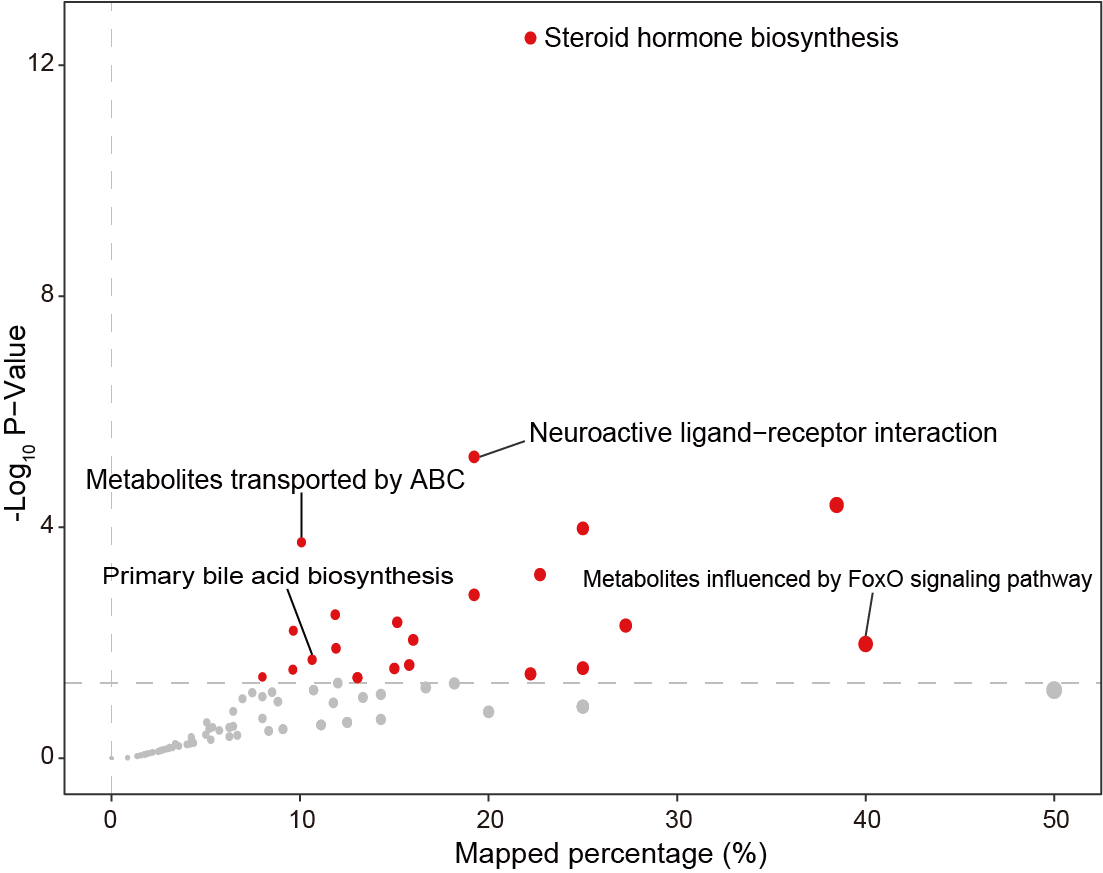 Steroid hormone biosynthesis
12
8
-Log10 P−Value
Neuroactive ligand−receptor interaction
Metabolites transported by ABC
4
Primary bile acid biosynthesis
Metabolites influenced by FoxO signaling pathway
0
0 10 20 30 40 50
Mapped percentage (%)